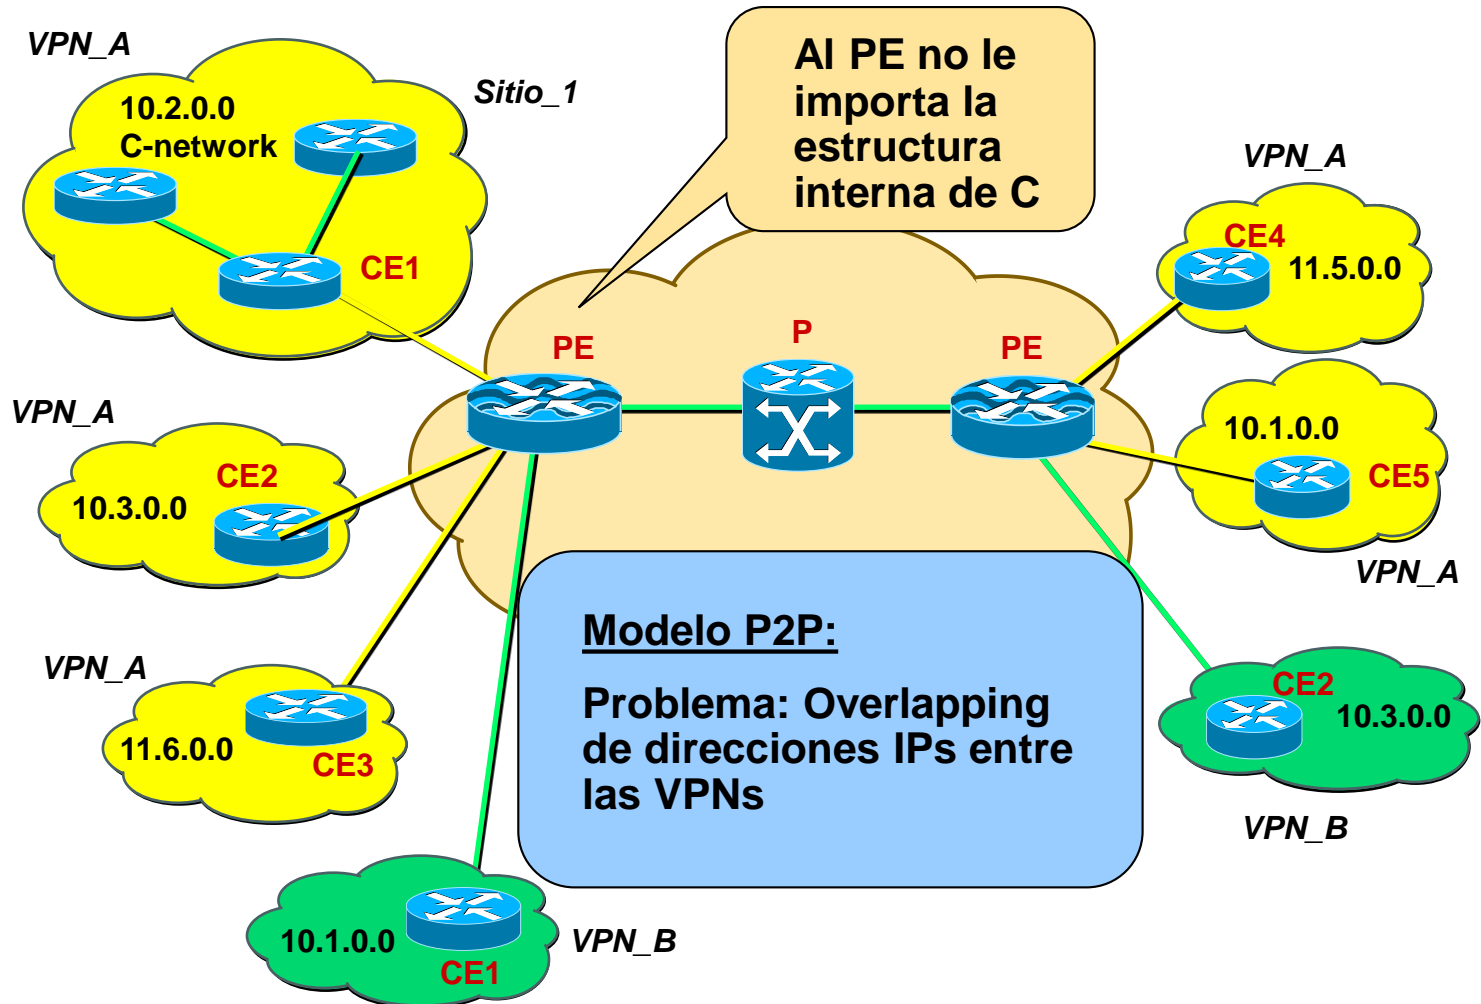 VPN_A
10.2.0.0
C-network
Sitio_1
CE1
Al PE no le
importa la
estructura
interna de C
VPN_A
CE4
11.5.0.0
PE
P
PE
VPN_A
CE2
10.3.0.0
10.1.0.0
CE5
VPN_A
VPN_A
11.6.0.0
CE3
Modelo P2P:
Problema: Overlapping
de direcciones IPs entre
las VPNs
CE2
10.3.0.0
VPN_B
10.1.0.0
CE1
VPN_B